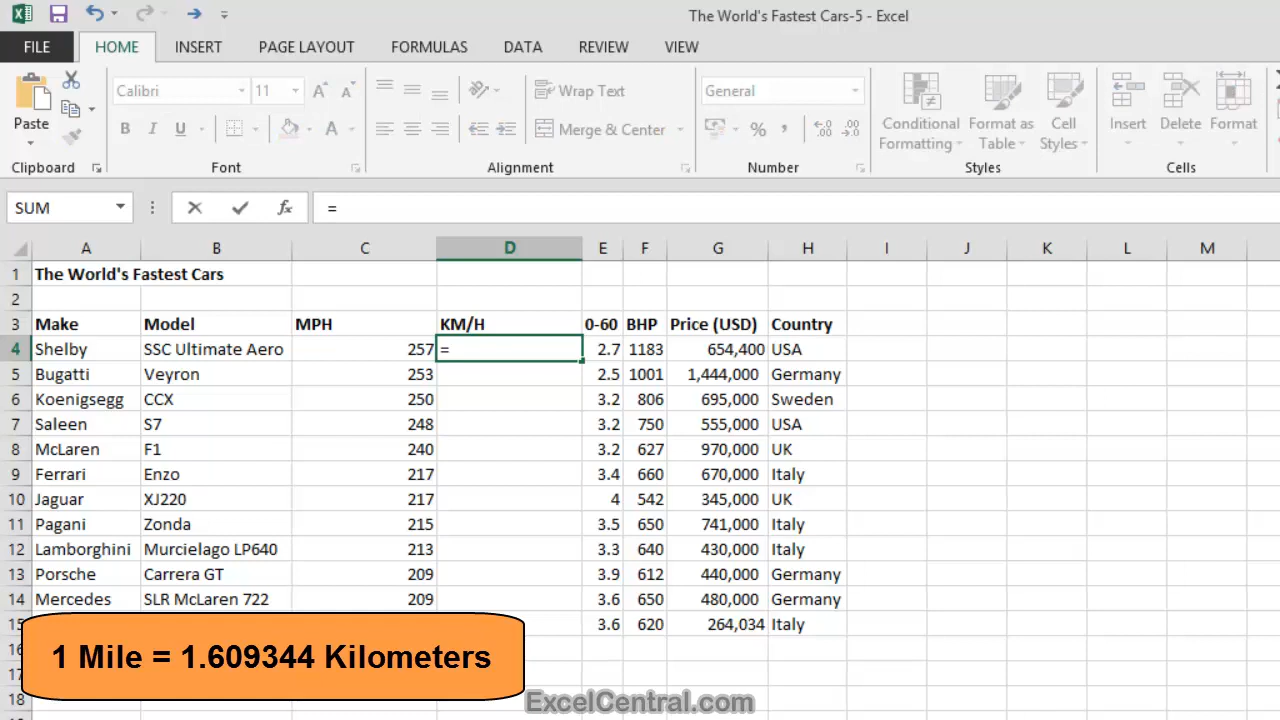 The World's Fastest Cars-5 - Excel
FILE HOME INSERT PAGE LAYOUT FORMULAS DATA REVIEW VIEW
Calibri 11 Wrap Text General
Paste B I U Merge & Center % , Conditional Formatting Format as Table Cell Styles Insert Delete Format
Clipboard Font Alignment Number Styles Cells
SUM fx =
A B C D E F G H I J K L M
1 The World's Fastest Cars
2
3 Make Model MPH KM/H 0-60 BHP Price (USD) Country
4 Shelby SSC Ultimate Aero 257 = 2.7 1183 654,400 USA
5 Bugatti Veyron 253 2.5 1001 1,444,000 Germany
6 Koenigsegg CCX 250 3.2 806 695,000 Sweden
7 Saleen S7 248 3.2 750 555,000 USA
8 McLaren F1 240 3.2 627 970,000 UK
9 Ferrari Enzo 217 3.4 660 670,000 Italy
10 Jaguar XJ220 217 4 542 345,000 UK
11 Pagani Zonda 215 3.5 650 741,000 Italy
12 Lamborghini Murcielago LP640 213 3.3 640 430,000 Italy
13 Porsche Carrera GT 209 3.9 612 440,000 Germany
14 Mercedes SLR McLaren 722 209 3.6 650 480,000 Germany
15 3.6 620 264,034 Italy
16
1 Mile = 1.609344 Kilometers
17
18
ExcelCentral.com